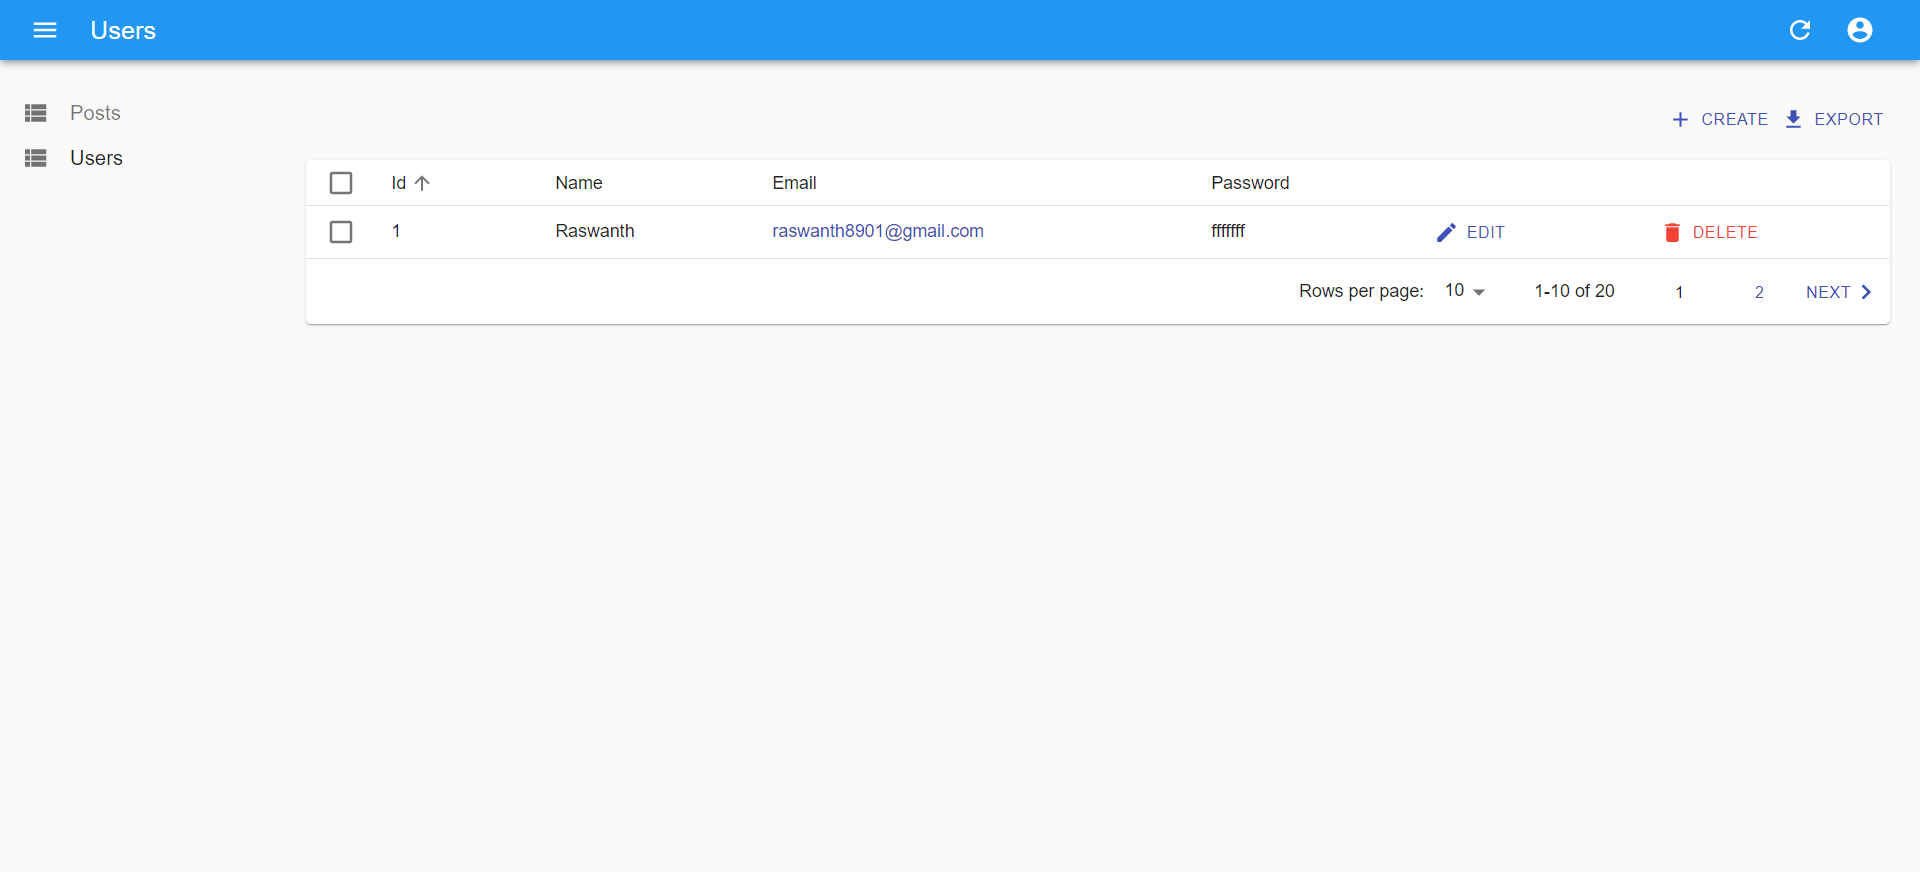 Users
Posts
Users
CREATE EXPORT
Id Name Email Password
1 Raswanth raswanth8901@gmail.com fffffff EDIT DELETE
Rows per page: 10 1-10 of 20 1 2 NEXT